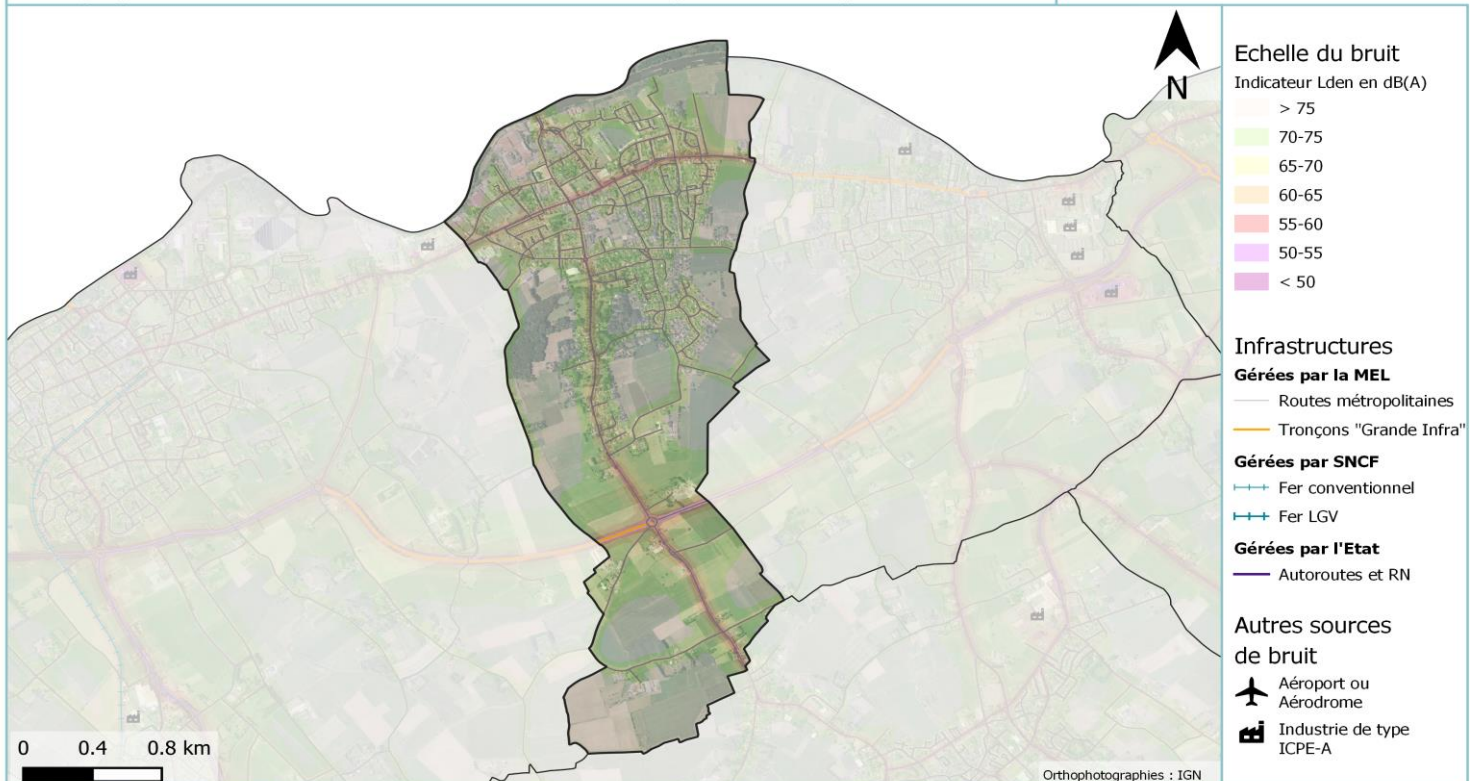 N
0 0.4 0.8 km
Orthophotographies : IGN
Echelle du bruit
Indicateur Lden en dB(A)
> 75
70-75
65-70
60-65
55-60
50-55
< 50
Infrastructures
Gérées par la MEL
Routes métropolitaines
Tronçons "Grande Infra"
Gérées par SNCF
Fer conventionnel
Fer LGV
Gérées par l'Etat
Autoroutes et RN
Autres sources
de bruit
Aéroport ou
Aérodrome
Industrie de type
ICPE-A